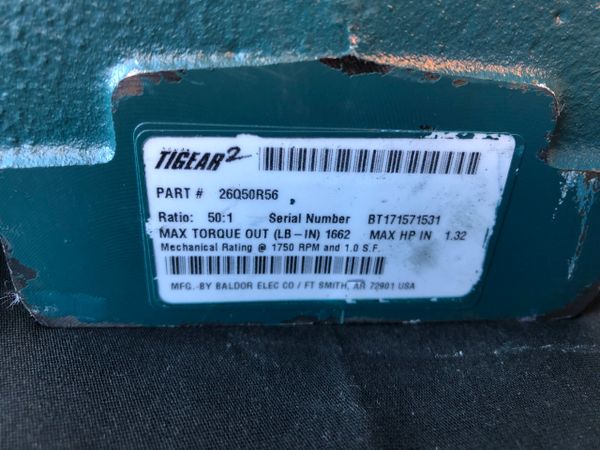 TIGEAR2
PART # 26Q50R56
Ratio: 50:1 Serial Number BT171571531
MAX TORQUE OUT (LB-IN) 1662 MAX HP IN 1.32
Mechanical Rating @ 1750 RPM and 1.0 S.F.
MFG.-BY BALDOR ELEC CO / FT SMITH, AR 72901 USA